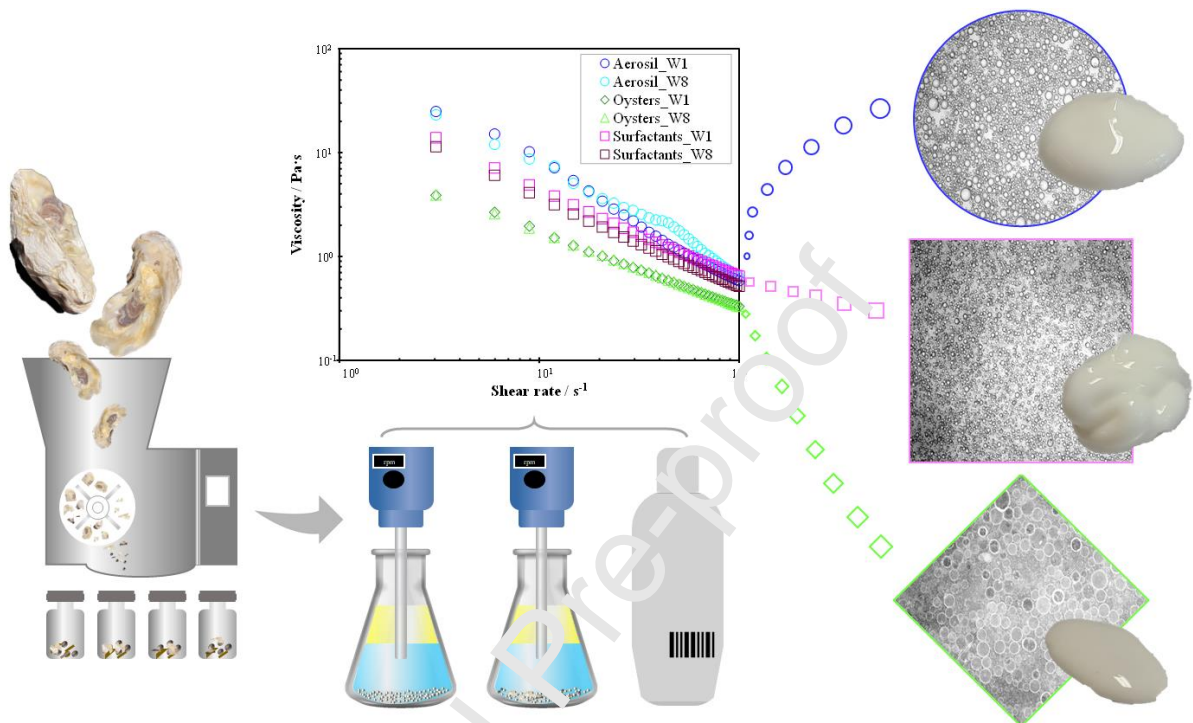 10²
10¹
10⁰
10⁻¹
Viscosity / Pa·s
Aerosil_W1
Aerosil_W8
Oysters_W1
Oysters_W8
Surfactants_W1
Surfactants_W8
10⁰
10¹
1
Shear rate / s⁻¹
rpm
rpm
Pre-proof